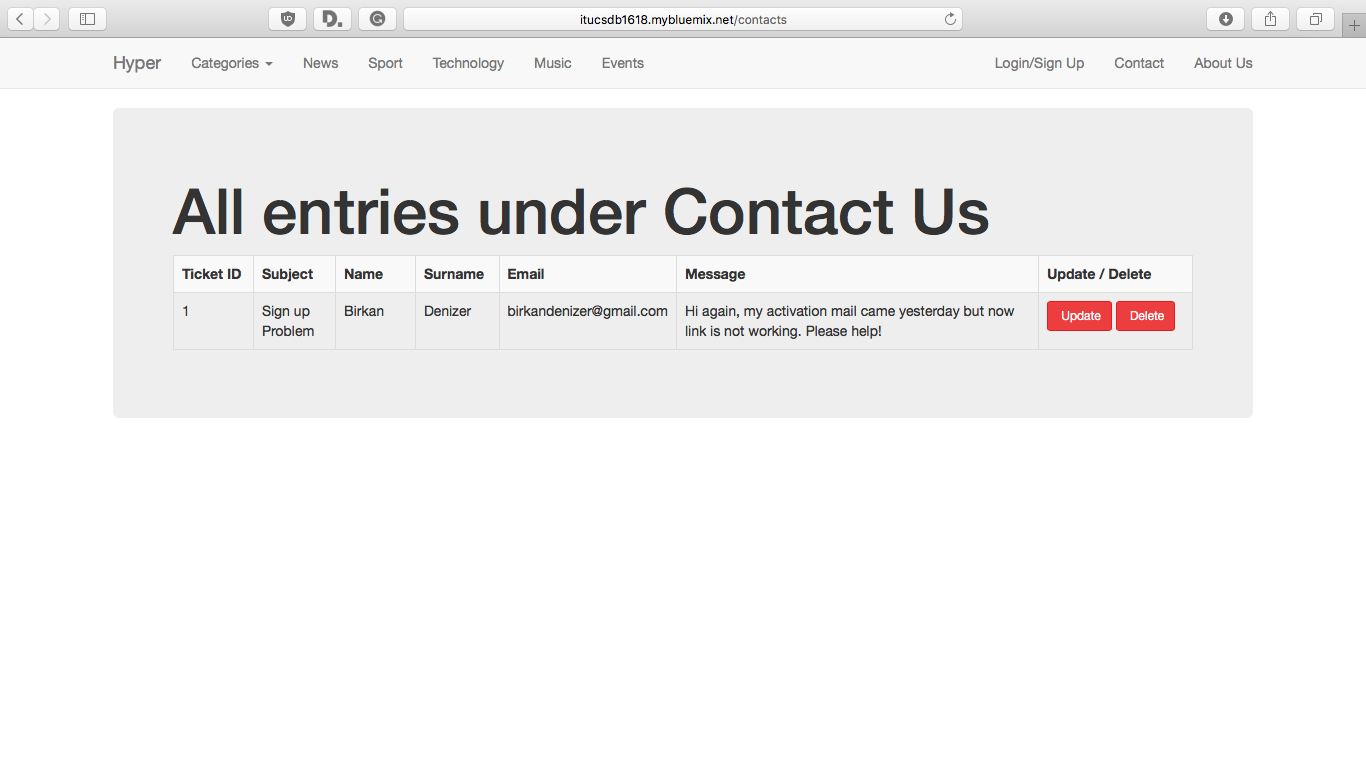 itucsdb1618.mybluemix.net/contacts
Hyper Categories News Sport Technology Music Events Login/Sign Up Contact About Us
All entries under Contact Us
Ticket ID Subject Name Surname Email Message Update / Delete
1 Sign up Birkan Denizer birkandenizer@gmail.com Hi again, my activation mail came yesterday but now Update Delete
Problem link is not working. Please help!